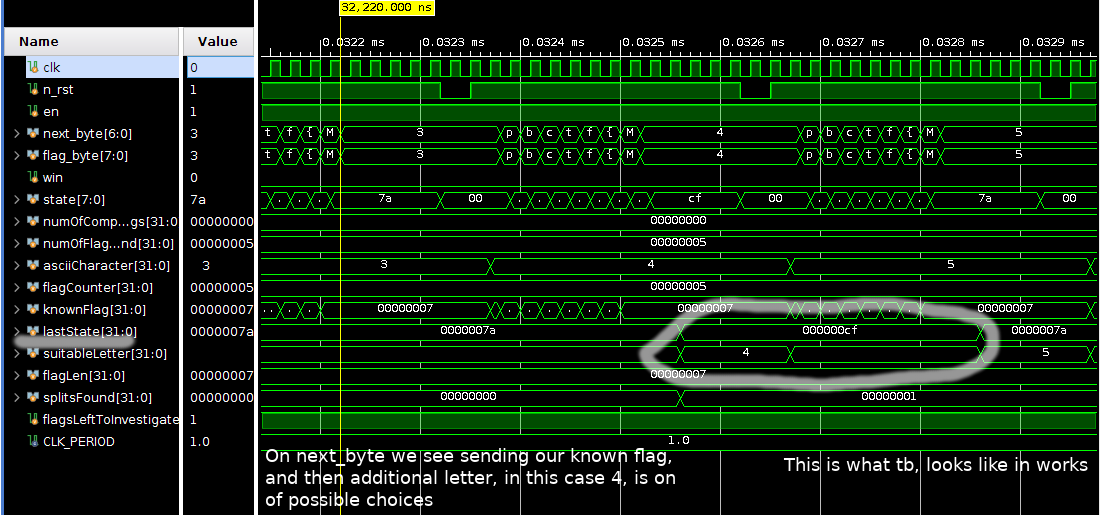 32,220.000 ns
Name Value
0.0322 ms 0.0323 ms 0.0324 ms 0.0325 ms 0.0326 ms 0.0327 ms 0.0328 ms 0.0329 ms
clk 0
n_rst 1
en 1
next_byte[6:0] 3 t f { M 3 p b c t f { M 4 p b c t f { M 5
flag_byte[7:0] 3 t f { M 3 p b c t f { M 4 p b c t f { M 5
win 0
state[7:0] 7a 7a 00 cf 00 7a 00
numOfComp...gs[31:0 00000000 00000000
numOfFlag...nd[31:0] 00000005 00000005
asciiCharacter[31:0] 3 3 4 5
flagCounter[31:0] 00000005 00000005
knownFlag[31:0] 00000007 00000007 00000007 00000007
lastState[31:0] 0000007a 0000007a 000000cf 0000007a
suitableLetter[31:0] 4 5
flagLen[31:0] 00000007 00000007
splitsFound[31:0] 00000000 00000000 00000001
flagsLeftToInvestigate 1
CLK_PERIOD 1.0 1.0
On next_byte we see sending our known flag,
and then additional letter, in this case 4, is on
of possible choices
This is what tb, looks like in works